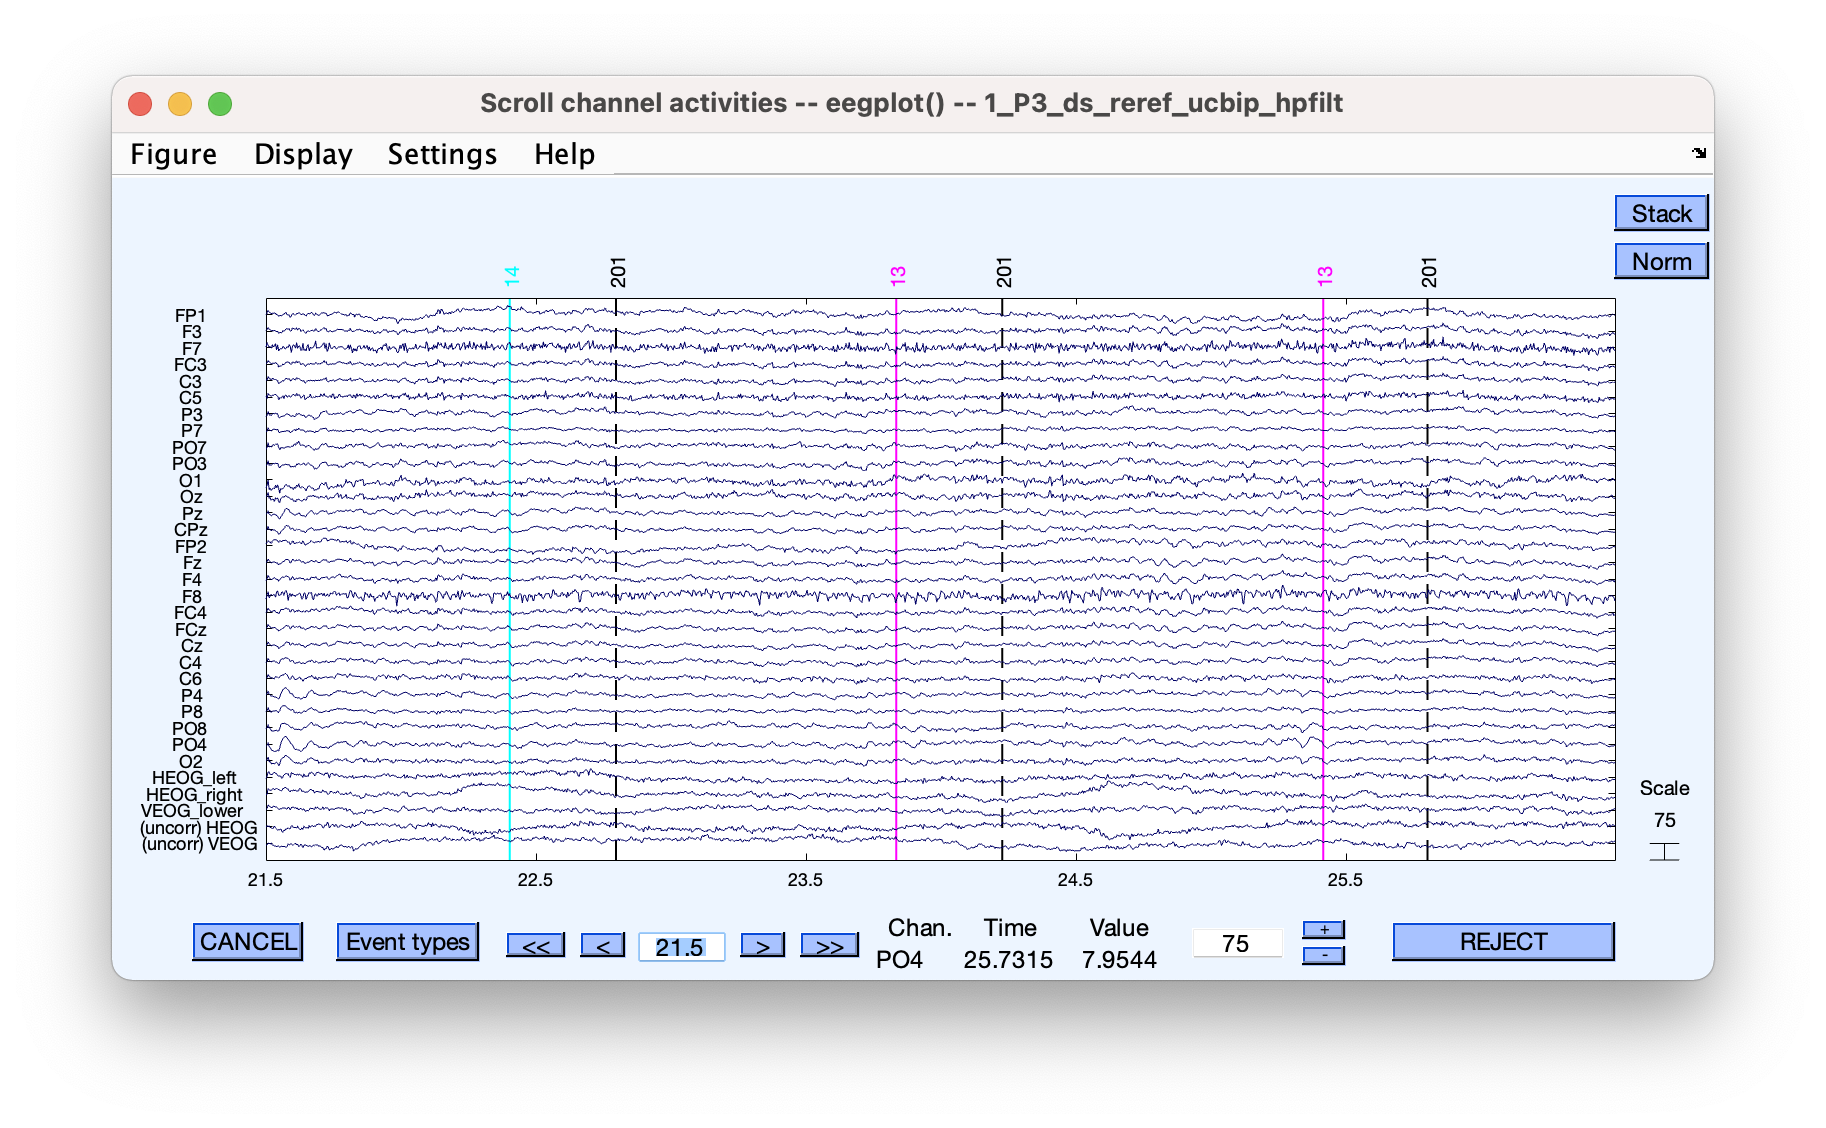 Scroll channel activities -- eegplot() -- 1_P3_ds_reref_ucbip_hpfilt
Figure Display Settings Help
Stack
Norm
14 201 13 201 13 201
FP1
F3
F7
FC3
C3
C5
P3
P7
PO7
PO3
O1
Oz
Pz
CPz
FP2
Fz
F4
F8
FC4
FCz
Cz
C4
C6
P4
P8
PO8
PO4
O2
HEOG_left
HEOG_right
VEOG_lower
(uncorr) HEOG
(uncorr) VEOG
Scale
75
21.5 22.5 23.5 24.5 25.5
Chan. Time Value
CANCEL Event types << < 21.5 > >> PO4 25.7315 7.9544 75 + - REJECT